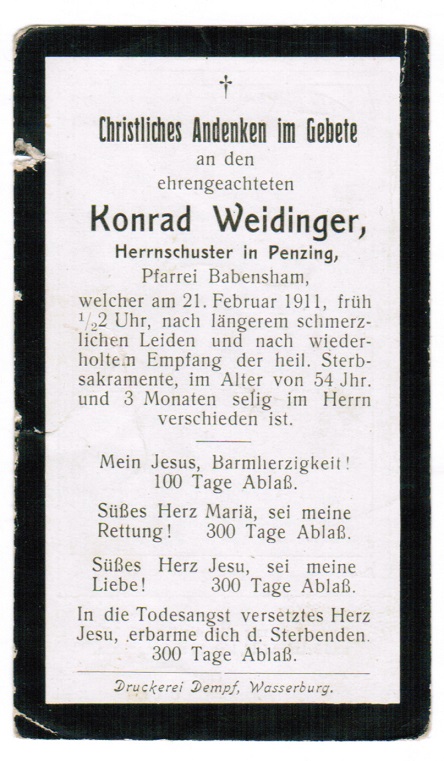 †
Christliches Andenken im Gebete
an den
ehrengeachteten
Konrad Weidinger,
Herrnschuster in Penzing,
Pfarrei Babensham,
welcher am 21. Februar 1911, früh
1/2 2 Uhr, nach längerem schmerz-
lichen Leiden und nach wieder-
holtem Empfang der heil. Sterb-
sakramente, im Alter von 54 Jhr.
und 3 Monaten selig im Herrn
verschieden ist.
Mein Jesus, Barmherzigkeit!
100 Tage Ablaß.
Süßes Herz Mariä, sei meine
Rettung! 300 Tage Ablaß.
Süßes Herz Jesu, sei meine
Liebe! 300 Tage Ablaß.
In die Todesangst versetztes Herz
Jesu, erbarme dich d. Sterbenden.
300 Tage Ablaß.
Druckerei Dempf, Wasserburg.